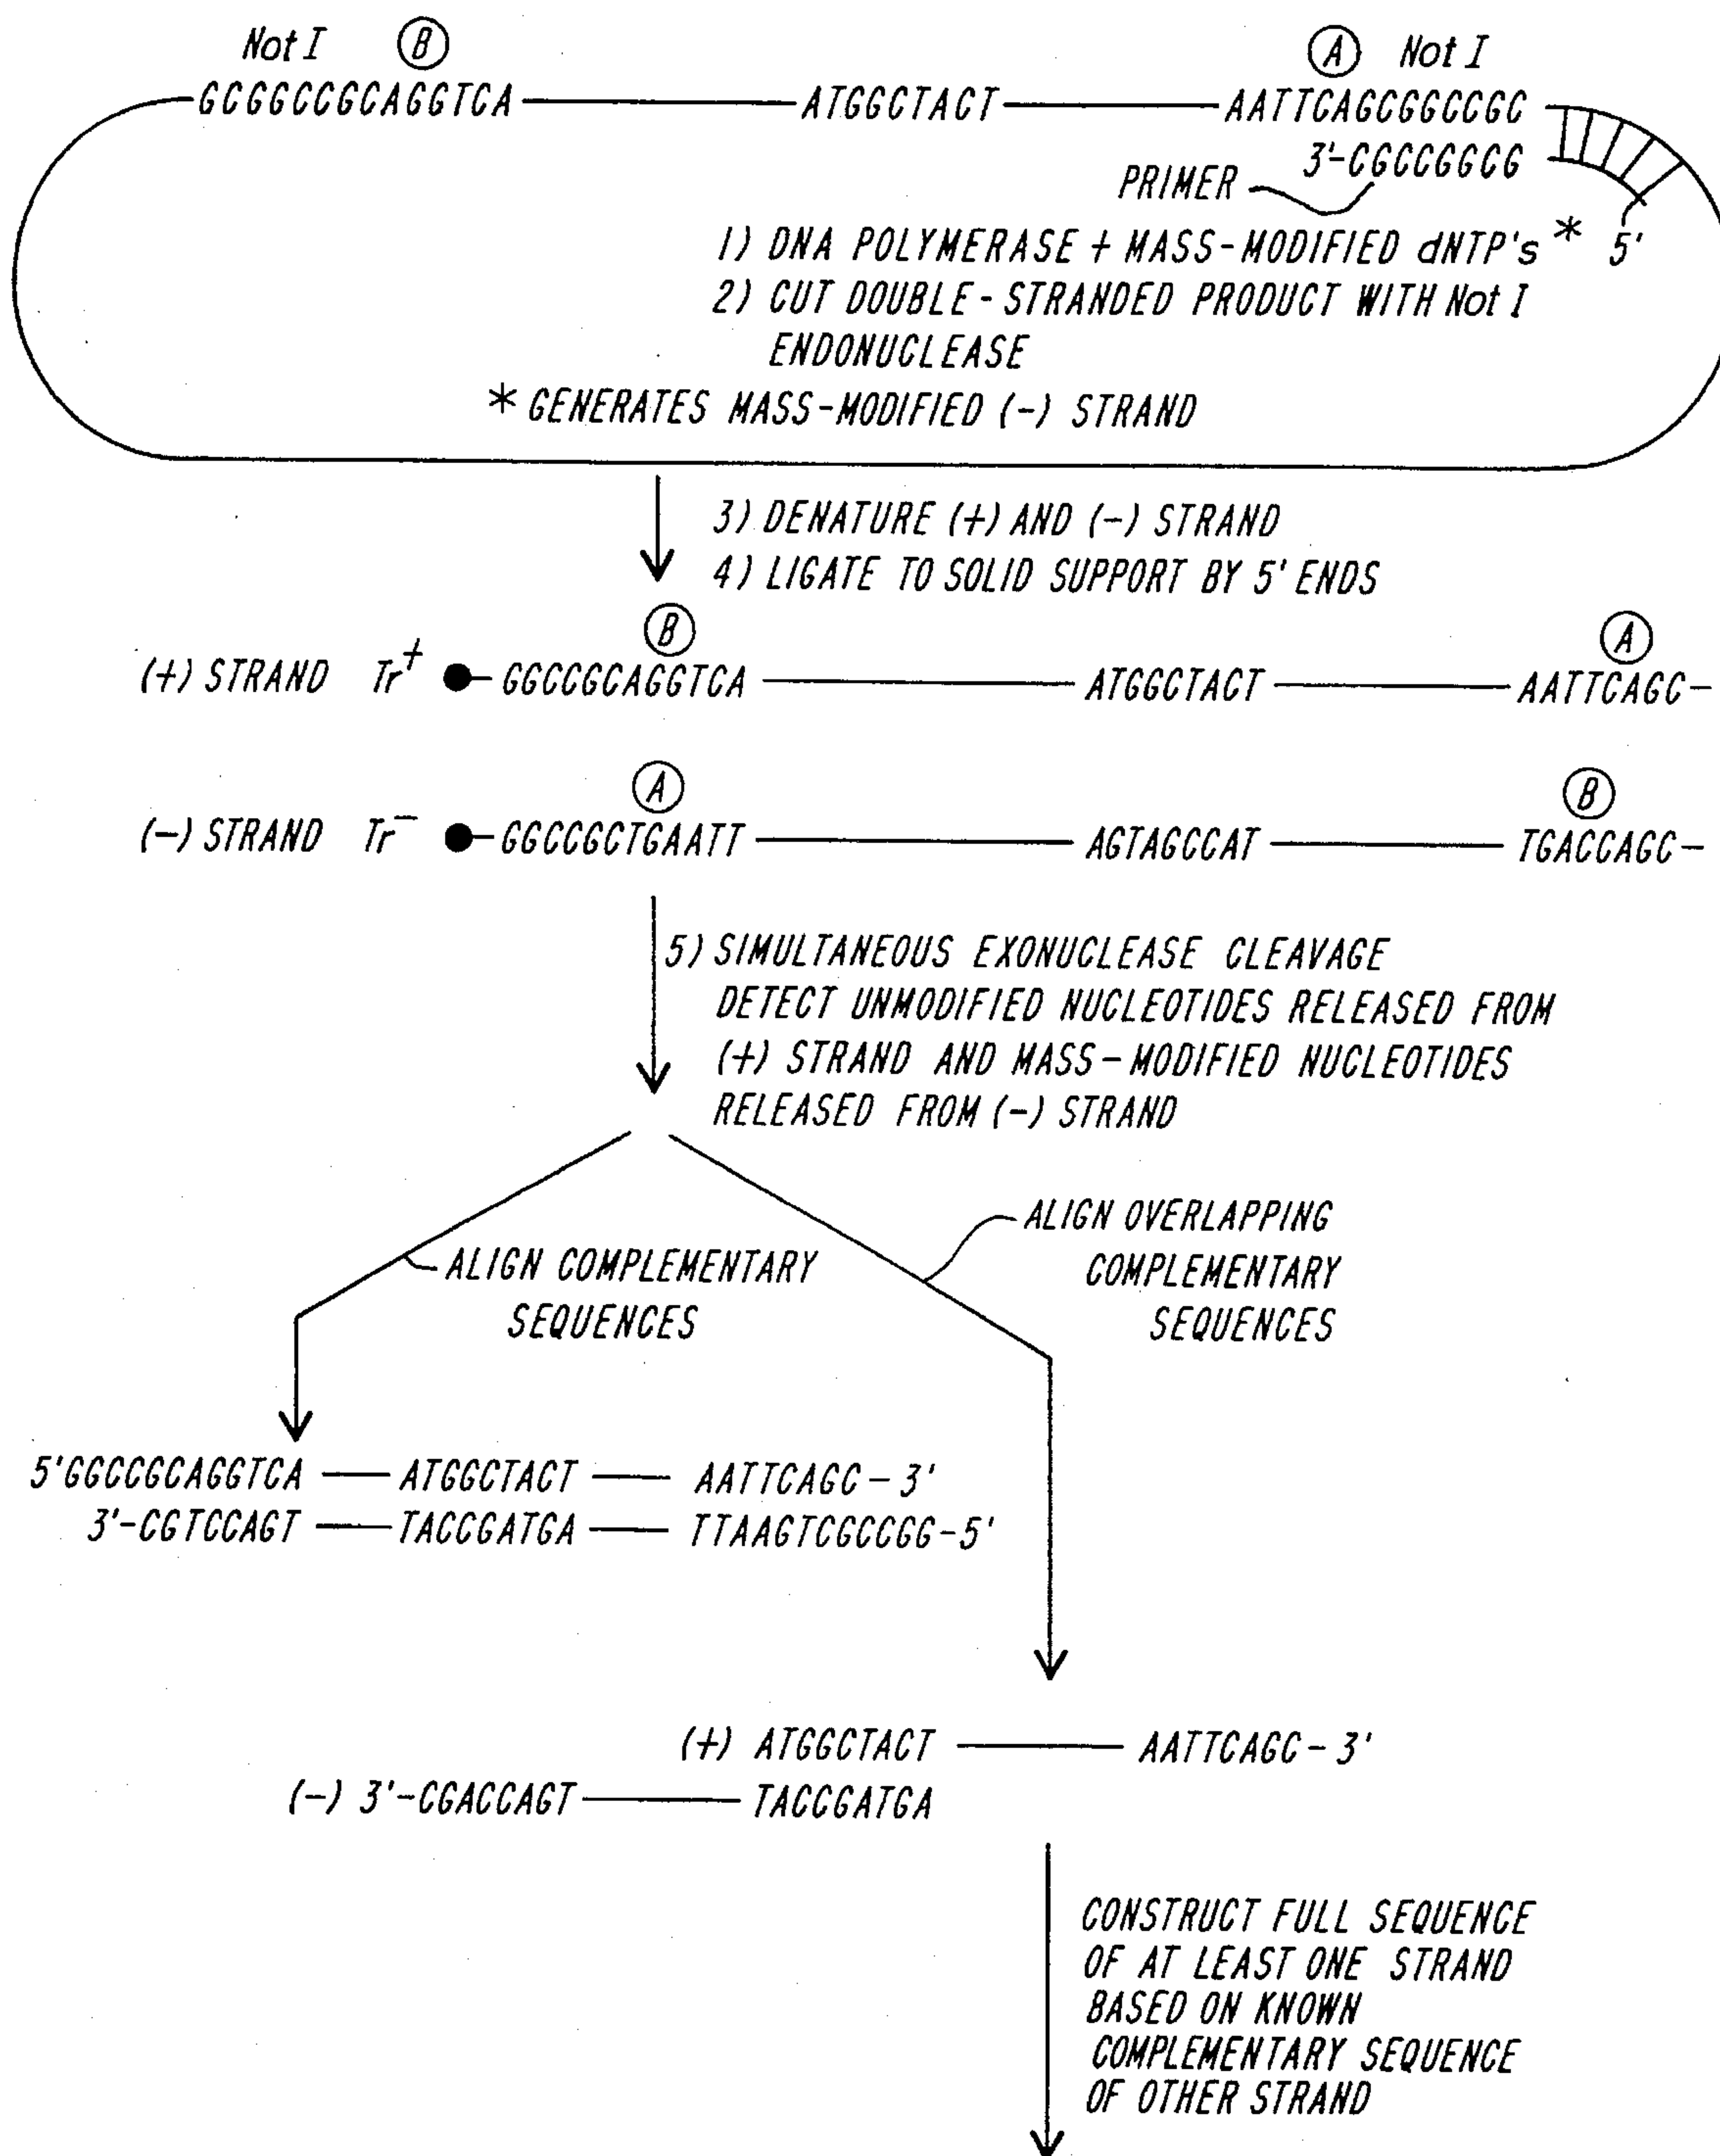 Not I Ⓑ Ⓐ Not I
GCGGCCGCAGGTCA ATGGCTACT AATTCAGCGGCCGC
3'-CGCCGGCG
PRIMER
1) DNA POLYMERASE + MASS-MODIFIED dNTP's * 5'
2) CUT DOUBLE-STRANDED PRODUCT WITH Not I
ENDONUCLEASE
* GENERATES MASS-MODIFIED (-) STRAND
3) DENATURE (+) AND (-) STRAND
4) LIGATE TO SOLID SUPPORT BY 5' ENDS
Ⓑ Ⓐ
(+) STRAND Tr+ GGCCGCAGGTCA ATGGCTACT AATTCAGC-
Ⓐ Ⓑ
(-) STRAND Tr- GGCCGCTGAATT AGTAGCCAT TGACCAGC-
5) SIMULTANEOUS EXONUCLEASE CLEAVAGE
DETECT UNMODIFIED NUCLEOTIDES RELEASED FROM
(+) STRAND AND MASS-MODIFIED NUCLEOTIDES
RELEASED FROM (-) STRAND
ALIGN COMPLEMENTARY
SEQUENCES
ALIGN OVERLAPPING
COMPLEMENTARY
SEQUENCES
5'GGCCGCAGGTCA — ATGGCTACT — AATTCAGC-3'
3'-CGTCCAGT — TACCGATGA — TTAAGTCGCCGG-5'
(+) ATGGCTACT — AATTCAGC-3'
(-) 3'-CGACCAGT — TACCGATGA
CONSTRUCT FULL SEQUENCE
OF AT LEAST ONE STRAND
BASED ON KNOWN
COMPLEMENTARY SEQUENCE
OF OTHER STRAND